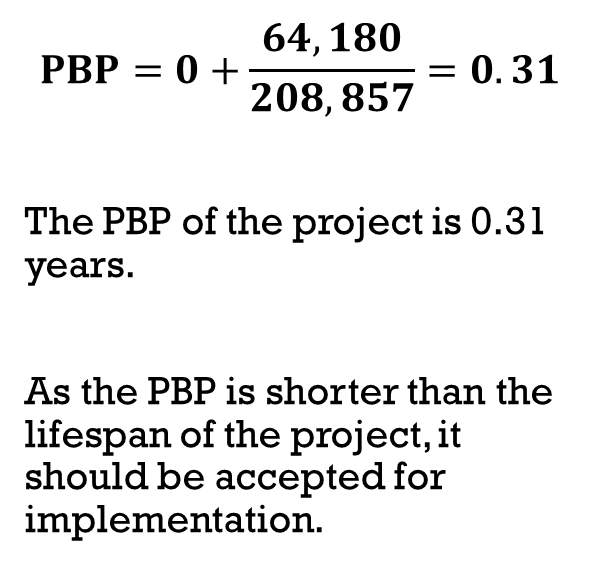 PBP = 0 + 64,180 / 208,857 = 0.31
The PBP of the project is 0.31
years.
As the PBP is shorter than the
lifespan of the project, it
should be accepted for
implementation.